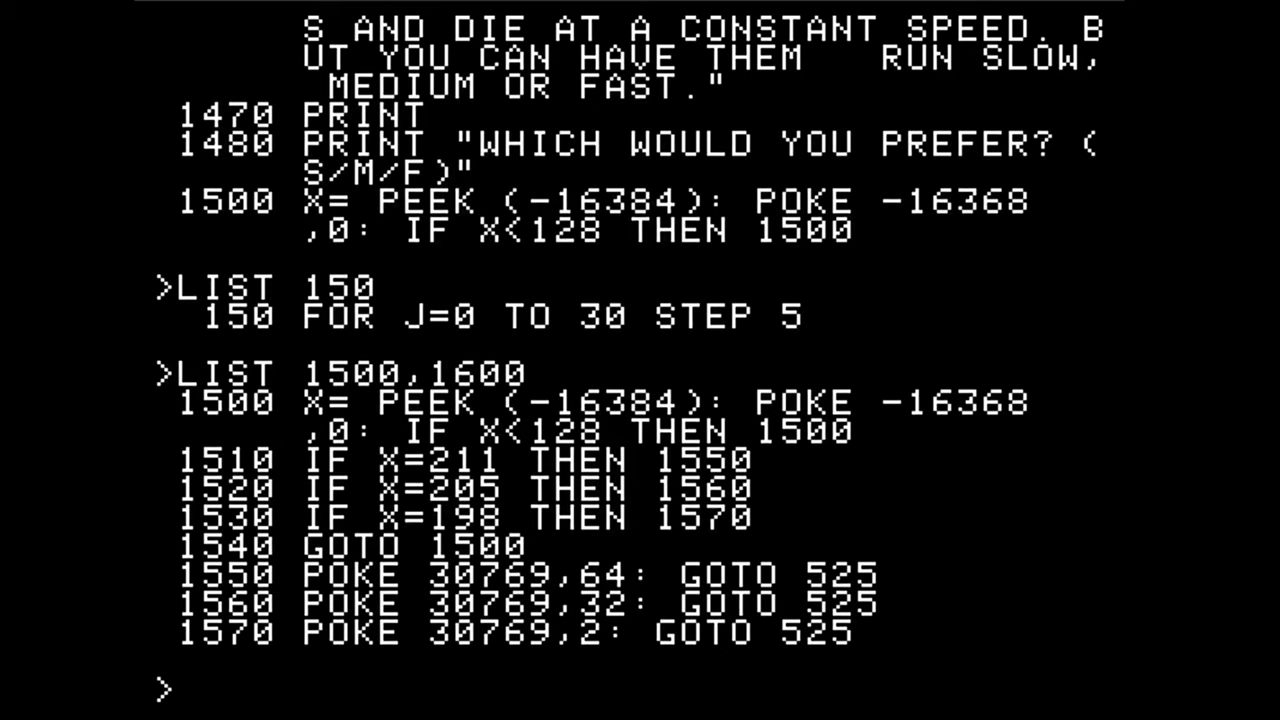 S AND DIE AT A CONSTANT SPEED. B
UT YOU CAN HAVE THEM   RUN SLOW,
 MEDIUM OR FAST."
1470 PRINT
1480 PRINT "WHICH WOULD YOU PREFER? (
S/M/F)"
1500 X= PEEK (-16384): POKE -16368
,0: IF X<128 THEN 1500
>LIST 150
150 FOR J=0 TO 30 STEP 5
>LIST 1500,1600
1500 X= PEEK (-16384): POKE -16368
,0: IF X<128 THEN 1500
1510 IF X=211 THEN 1550
1520 IF X=205 THEN 1560
1530 IF X=198 THEN 1570
1540 GOTO 1500
1550 POKE 30769,64: GOTO 525
1560 POKE 30769,32: GOTO 525
1570 POKE 30769,2: GOTO 525
>